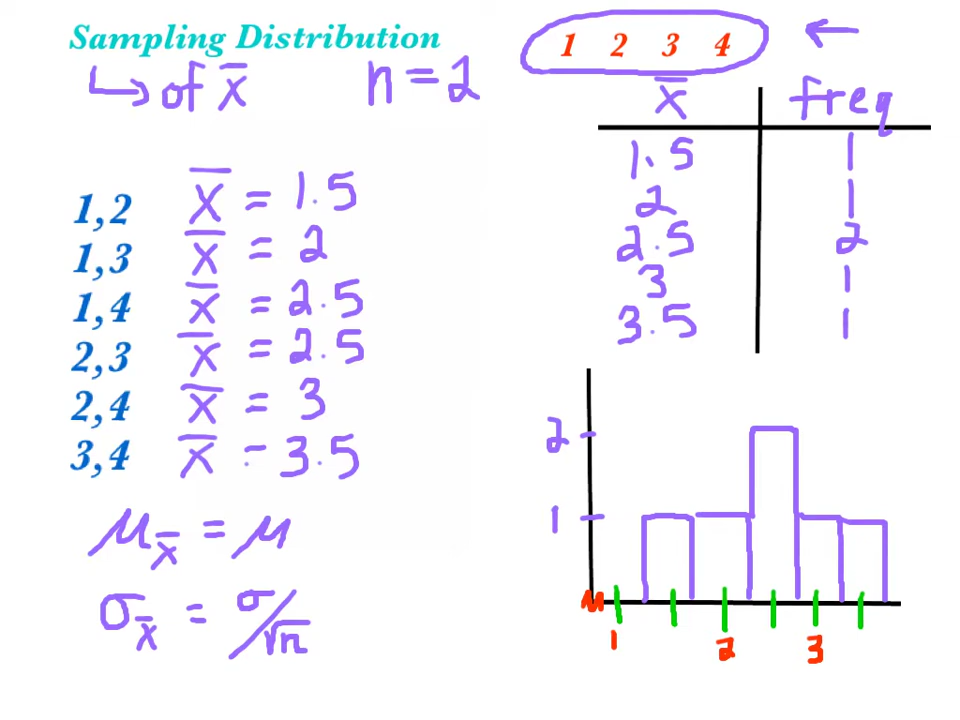 Sampling Distribution
↳ of x̄ n = 2
1,2 x̄ = 1.5
1,3 x̄ = 2
1,4 x̄ = 2.5
2,3 x̄ = 2.5
2,4 x̄ = 3
3,4 x̄ = 3.5
μx̄ = μ
σx̄ = σ/√n
1 2 3 4 ←
x̄ freq
1.5 1
2 1
2.5 2
3 1
3.5 1
2
1
1 2 3